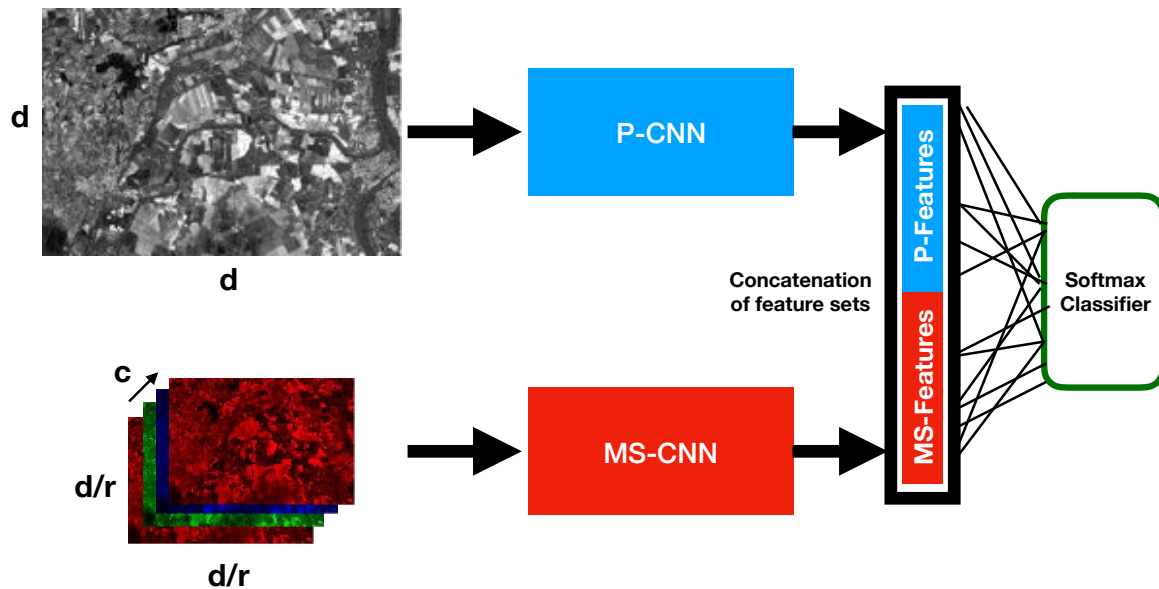 d
d
P-CNN
P-Features
Concatenation
of feature sets
Softmax
Classifier
c
d/r
d/r
MS-CNN
MS-Features